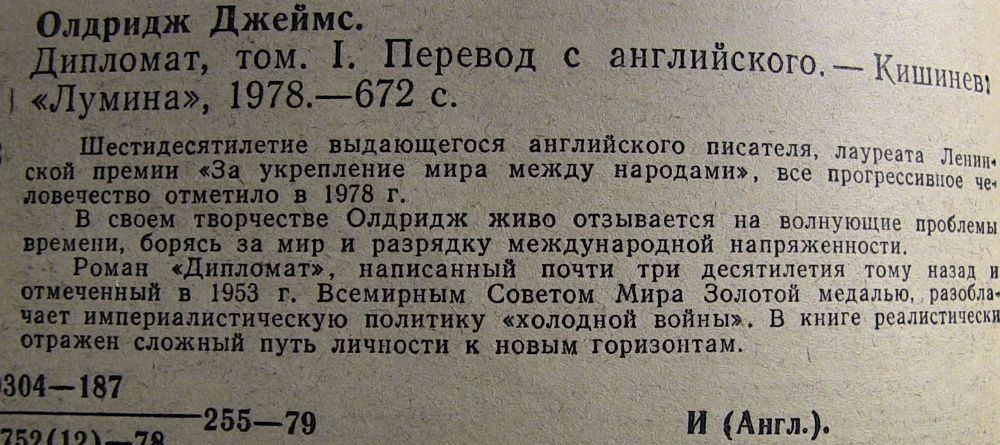 Олдридж Джеймс.
Дипломат, том. I. Перевод с английского. — Кишинев:
«Лумина», 1978.—672 с.
Шестидесятилетие выдающегося английского писателя, лауреата Ленин-
ской премии «За укрепление мира между народами», все прогрессивное че-
ловечество отметило в 1978 г.
В своем творчестве Олдридж живо отзывается на волнующие проблемы
времени, борясь за мир и разрядку международной напряженности.
Роман «Дипломат», написанный почти три десятилетия тому назад и
отмеченный в 1953 г. Всемирным Советом Мира Золотой медалью, разобла-
чает империалистическую политику «холодной войны». В книге реалистически
отражен сложный путь личности к новым горизонтам.
0304—187
255—79
752(12)—78
И (Англ.).